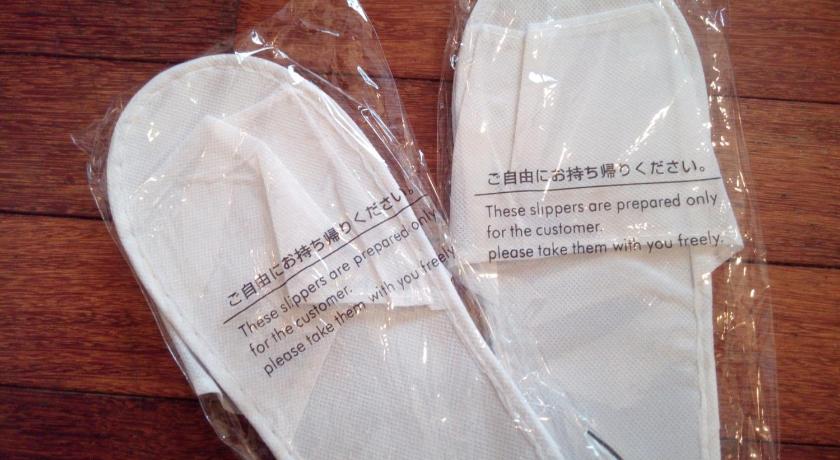 ご自由にお持ち帰りください。
These slippers are prepared only
for the customer.
please take them with you freely.
ご自由にお持ち帰りください。
These slippers are prepared only
for the customer.
please take them with you freely.